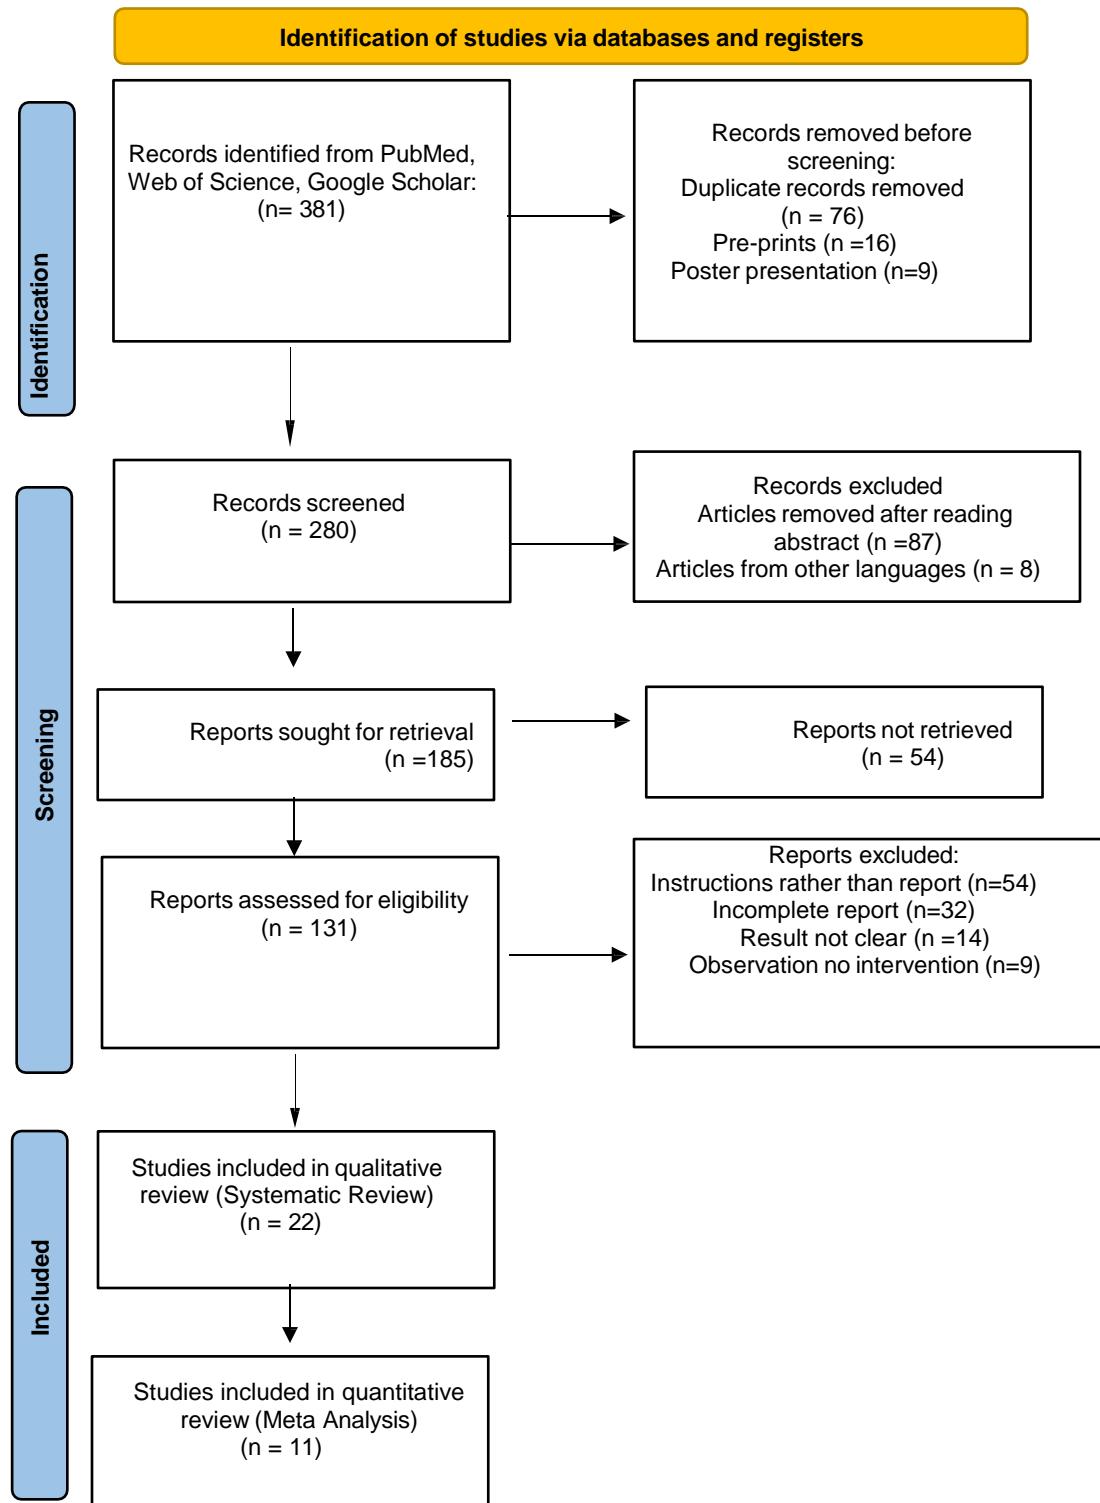 Identification of studies via databases and registers
Identification
Records identified from PubMed,
Web of Science, Google Scholar:
(n= 381)
Records removed before
screening:
Duplicate records removed
(n = 76)
Pre-prints (n =16)
Poster presentation (n=9)
Screening
Records screened
(n = 280)
Records excluded
Articles removed after reading
abstract (n =87)
Articles from other languages (n = 8)
Reports sought for retrieval
(n =185)
Reports not retrieved
(n = 54)
Reports assessed for eligibility
(n = 131)
Reports excluded:
Instructions rather than report (n=54)
Incomplete report (n=32)
Result not clear (n =14)
Observation no intervention (n=9)
Included
Studies included in qualitative
review (Systematic Review)
(n = 22)
Studies included in quantitative
review (Meta Analysis)
(n = 11)